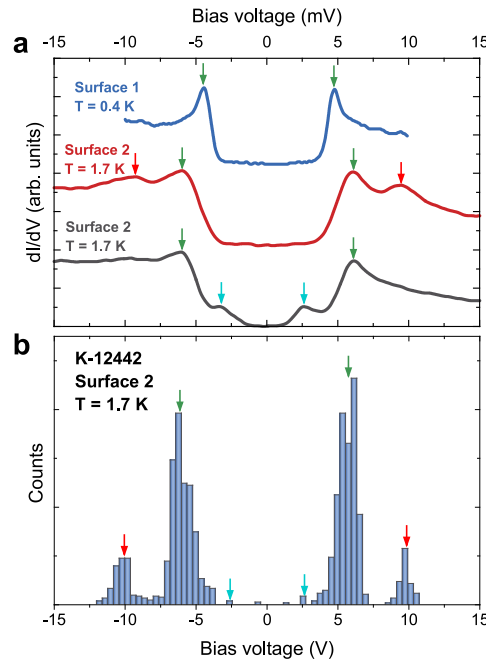 Bias voltage (mV)
-15 -10 -5 0 5 10 15
a
Surface 1
T = 0.4 K
Surface 2
T = 1.7 K
Surface 2
T = 1.7 K
dI/dV (arb. units)
b
K-12442
Surface 2
T = 1.7 K
Counts
-15 -10 -5 0 5 10 15
Bias voltage (V)